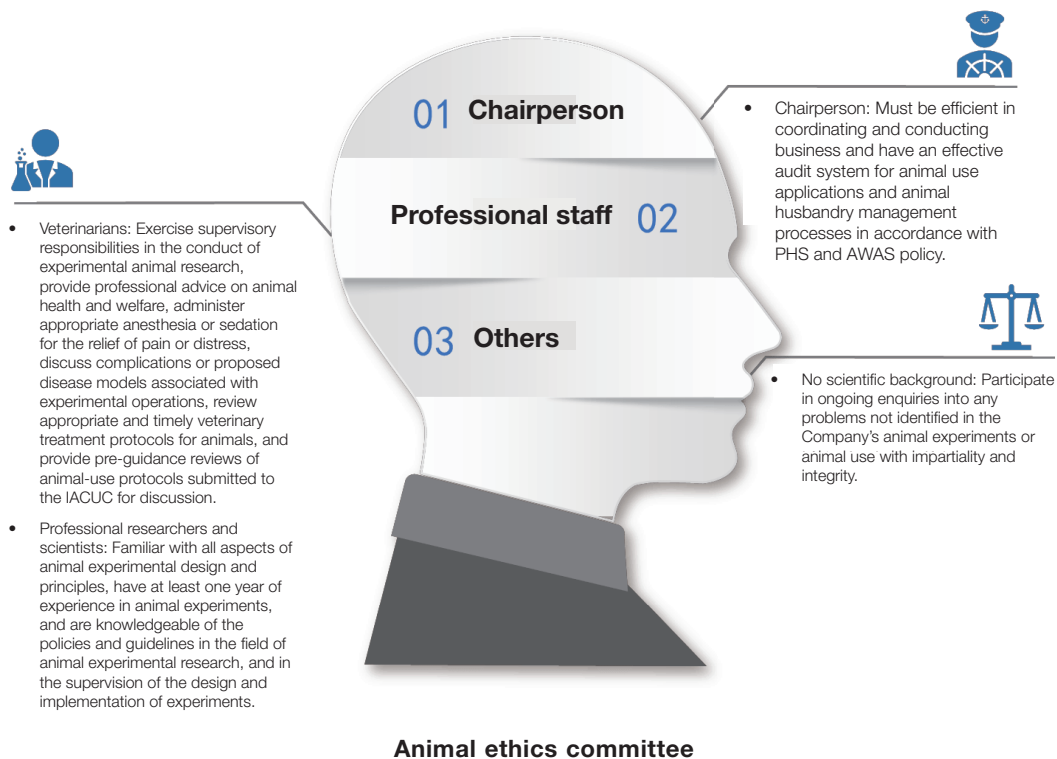 01 Chairperson
Professional staff 02
03 Others
• Chairperson: Must be efficient in
coordinating and conducting
business and have an effective
audit system for animal use
applications and animal
husbandry management
processes in accordance with
PHS and AWAS policy.
• Veterinarians: Exercise supervisory
responsibilities in the conduct of
experimental animal research,
provide professional advice on animal
health and welfare, administer
appropriate anesthesia or sedation
for the relief of pain or distress,
discuss complications or proposed
disease models associated with
experimental operations, review
appropriate and timely veterinary
treatment protocols for animals, and
provide pre-guidance reviews of
animal-use protocols submitted to
the IACUC for discussion.
• Professional researchers and
scientists: Familiar with all aspects of
animal experimental design and
principles, have at least one year of
experience in animal experiments,
and are knowledgeable of the
policies and guidelines in the field of
animal experimental research, and in
the supervision of the design and
implementation of experiments.
• No scientific background: Participate
in ongoing enquiries into any
problems not identified in the
Company's animal experiments or
animal use with impartiality and
integrity.
Animal ethics committee